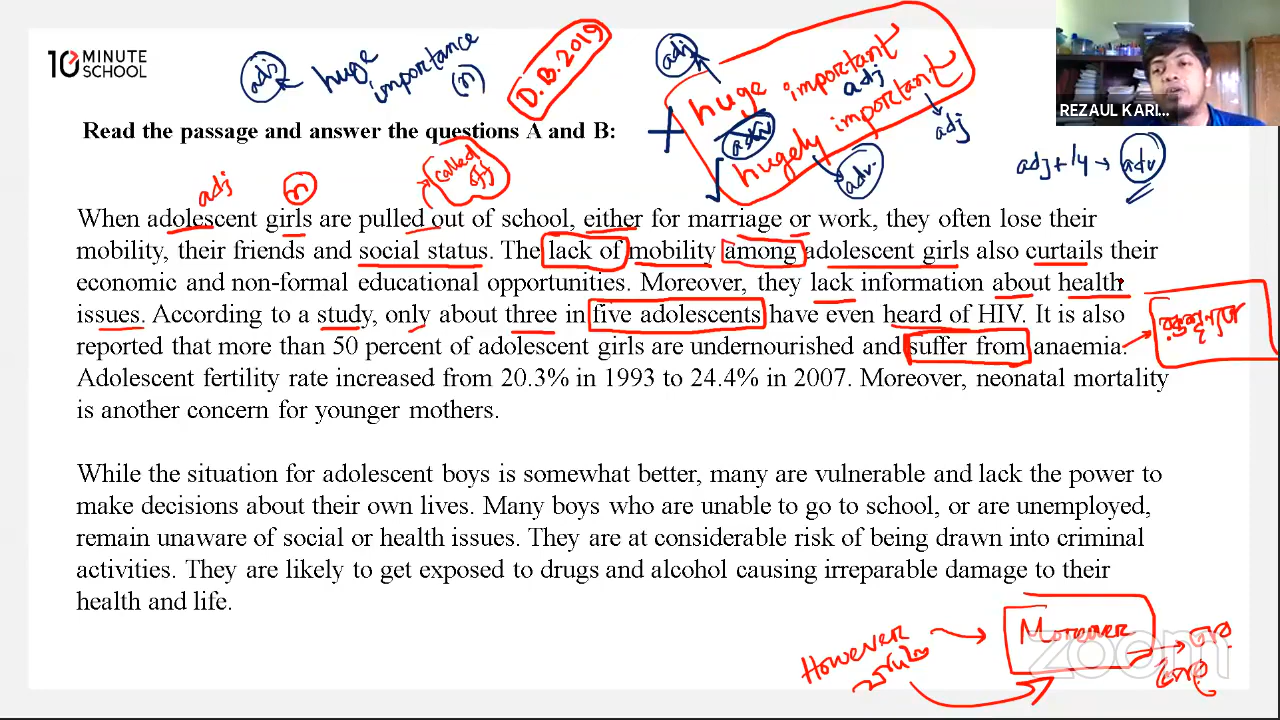 10 MINUTE
SCHOOL
adj
huge
importance
(n)
D.B. 2019
adj
huge important
adj
adv
hugely important
adv.
adj
REZAUL KARI...
adj + ly → adv
Read the passage and answer the questions A and B:
adj
n
called
off
When adolescent girls are pulled out of school, either for marriage or work, they often lose their
mobility, their friends and social status. The lack of mobility among adolescent girls also curtails their
economic and non-formal educational opportunities. Moreover, they lack information about health
issues. According to a study, only about three in five adolescents have even heard of HIV. It is also
reported that more than 50 percent of adolescent girls are undernourished and suffer from anaemia.
Adolescent fertility rate increased from 20.3% in 1993 to 24.4% in 2007. Moreover, neonatal mortality
is another concern for younger mothers.
While the situation for adolescent boys is somewhat better, many are vulnerable and lack the power to
make decisions about their own lives. Many boys who are unable to go to school, or are unemployed,
remain unaware of social or health issues. They are at considerable risk of being drawn into criminal
activities. They are likely to get exposed to drugs and alcohol causing irreparable damage to their
health and life.
However
Moreover
zoom